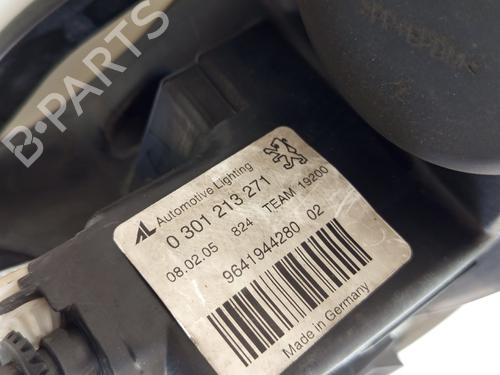 B-PARTS
AL Automotive Lighting
0 301 213 271
08.02.05 824 TEAM 19200
9641944280 02
Made in Germany